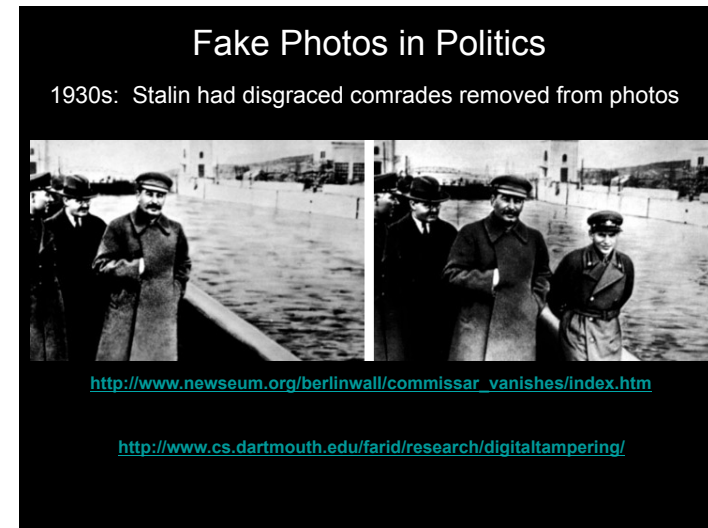 Fake Photos in Politics
1930s: Stalin had disgraced comrades removed from photos
http://www.newseum.org/berlinwall/commissar_vanishes/index.htm
http://www.cs.dartmouth.edu/farid/research/digitaltampering/